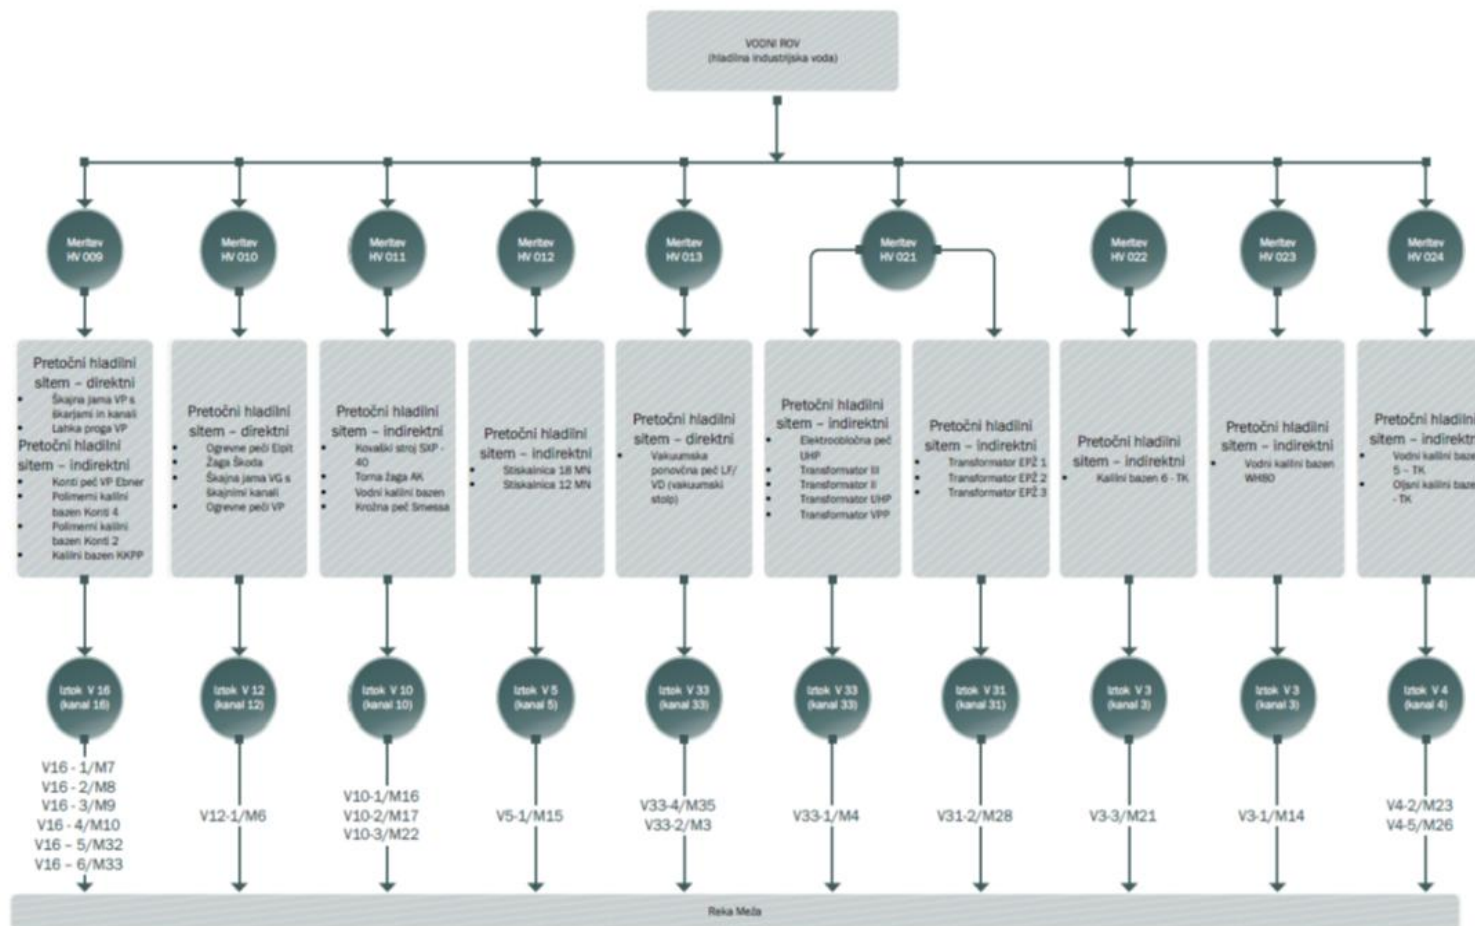 VODNI ROV
(hladilna industrijska voda)
Meritev
HV 009
Meritev
HV 010
Meritev
HV 011
Meritev
HV 012
Meritev
HV 013
Meritev
HV 021
Meritev
HV 022
Meritev
HV 023
Meritev
HV 024
Pretočni hladilni
sitem – direktni
Škajna jama VP s
škarjami in kanali
Lahka proga VP
Pretočni hladilni
sitem – indirektni
Konti peč VP Ebner
Polimerni kalilni
bazen Konti 4
Polimerni kalilni
bazen Konti 2
Kalilni bazen KKPP
Pretočni hladilni
sitem – direktni
Ogrevne peči Elpit
Žaga Škoda
Škajna jama VG s
škajnimi kanali
Ogrevne peči VP
Pretočni hladilni
sitem – indirektni
Kovaški stroj SXP -
40
Torna žaga AK
Vodni kalilni bazen
Krožna peč Smessa
Pretočni hladilni
sitem – indirektni
Stiskalnica 18 MN
Stiskalnica 12 MN
Pretočni hladilni
sitem – direktni
Vakuumska
ponovčna peč LF/
VD (vakuumski
stolp)
Pretočni hladilni
sitem – indirektni
Elektroobločna peč
UHP
Transformator III
Transformator II
Transformator UHP
Transformator VPP
Pretočni hladilni
sitem – indirektni
Transformator EPŽ 1
Transformator EPŽ 2
Transformator EPŽ 3
Pretočni hladilni
sitem – indirektni
Kalilni bazen 6 - TK
Pretočni hladilni
sitem – indirektni
Vodni kalilni bazen
WH80
Pretočni hladiln
sitem – indirektn
Vodni kalilni baze
5 – TK
Oljsni kalilni baze
- TK
Iztok V 16
(kanal 16)
Iztok V 12
(kanal 12)
Iztok V 10
(kanal 10)
Iztok V 5
(kanal 5)
Iztok V 33
(kanal 33)
Iztok V 33
(kanal 33)
Iztok V 31
(kanal 31)
Iztok V 3
(kanal 3)
Iztok V 3
(kanal 3)
Iztok V 4
(kanal 4)
V16 - 1/M7
V16 - 2/M8
V16 - 3/M9
V16 - 4/M10
V16 – 5/M32
V16 – 6/M33
V12-1/M6
V10-1/M16
V10-2/M17
V10-3/M22
V5-1/M15
V33-4/M35
V33-2/M3
V33-1/M4
V31-2/M28
V3-3/M21
V3-1/M14
V4-2/M23
V4-5/M26
Reka Meža